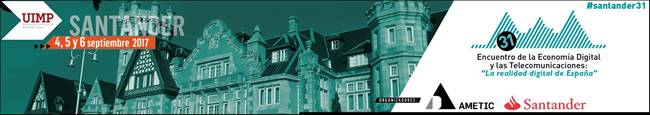 UIMP
SANTANDER
4, 5 y 6 septiembre 2017
#santander31
31
Encuentro de la Economía Digital
y las Telecomunicaciones:
"La realidad digital de España"
ORGANIZADORES
AMETIC
Santander